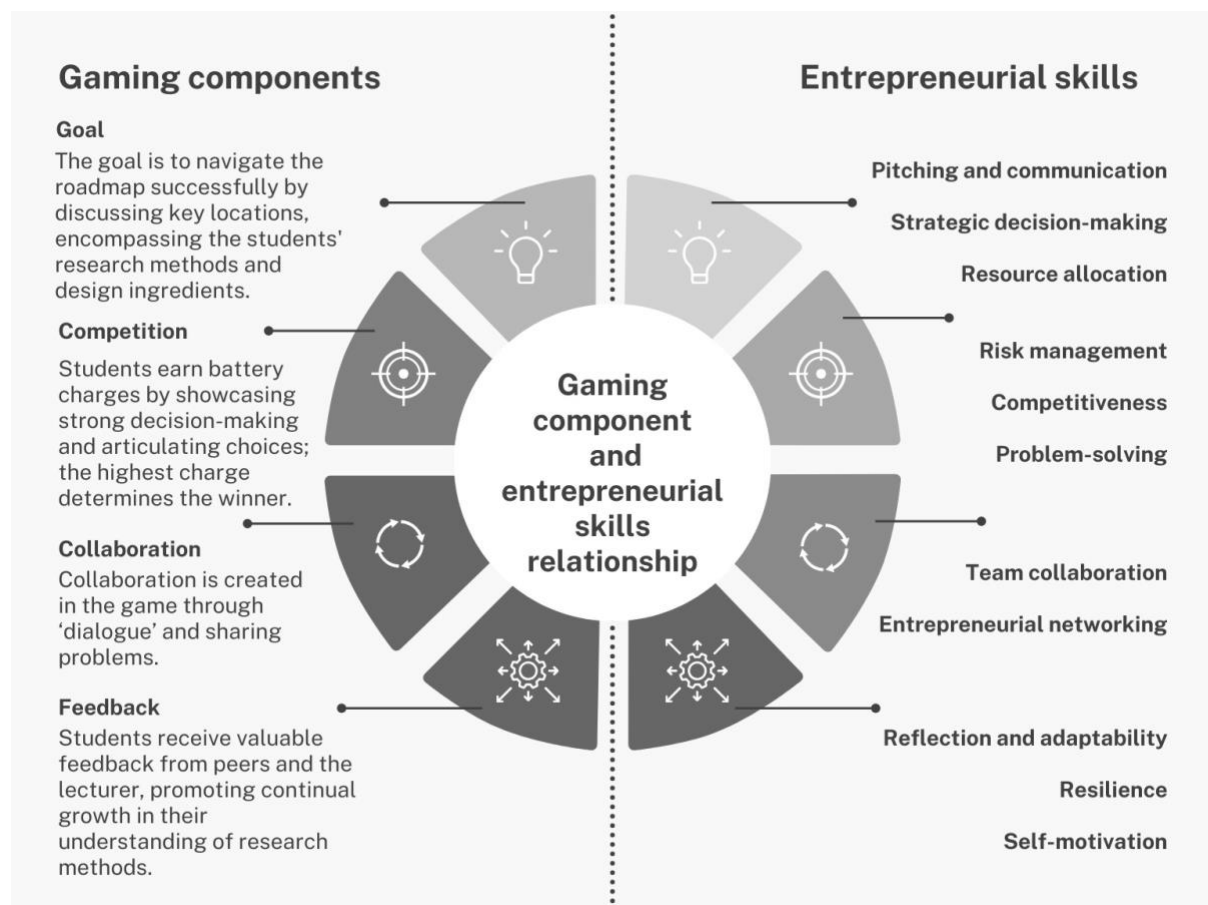 Gaming components
Goal
The goal is to navigate the
roadmap successfully by
discussing key locations,
encompassing the students'
research methods and
design ingredients.
Competition
Students earn battery
charges by showcasing
strong decision-making
and articulating choices;
the highest charge
determines the winner.
Collaboration
Collaboration is created
in the game through
‘dialogue’ and sharing
problems.
Feedback
Students receive valuable
feedback from peers and the
lecturer, promoting continual
growth in their
understanding of research
methods.
Gaming
component
and
entrepreneurial
skills
relationship
Entrepreneurial skills
Pitching and communication
Strategic decision-making
Resource allocation
Risk management
Competitiveness
Problem-solving
Team collaboration
Entrepreneurial networking
Reflection and adaptability
Resilience
Self-motivation